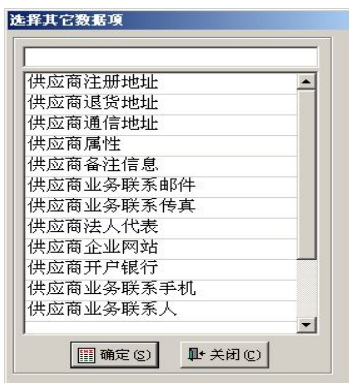 选择其它数据项
供应商注册地址
供应商退货地址
供应商通信地址
供应商属性
供应商备注信息
供应商业务联系邮件
供应商业务联系传真
供应商法人代表
供应商企业网站
供应商开户银行
供应商业务联系手机
供应商业务联系人
确定(S) 关闭(C)